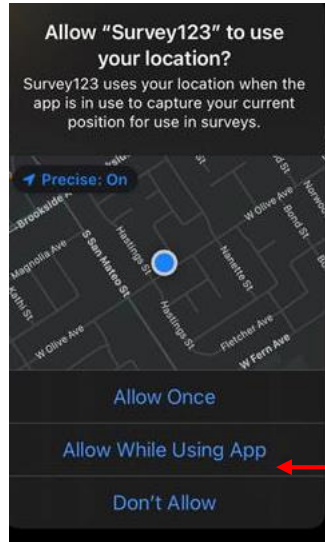 Allow “Survey123” to use
your location?
Survey123 uses your location when the
app is in use to capture your current
position for use in surveys.
Precise: On
Brookside
W Olive Ave
Bond St
Magnolia Ave
S San Mateo St
Hastings St
Nanette St
Hastings St
W Olive Ave
Fletcher Ave
W Fern Ave
Allow Once
Allow While Using App
Don’t Allow